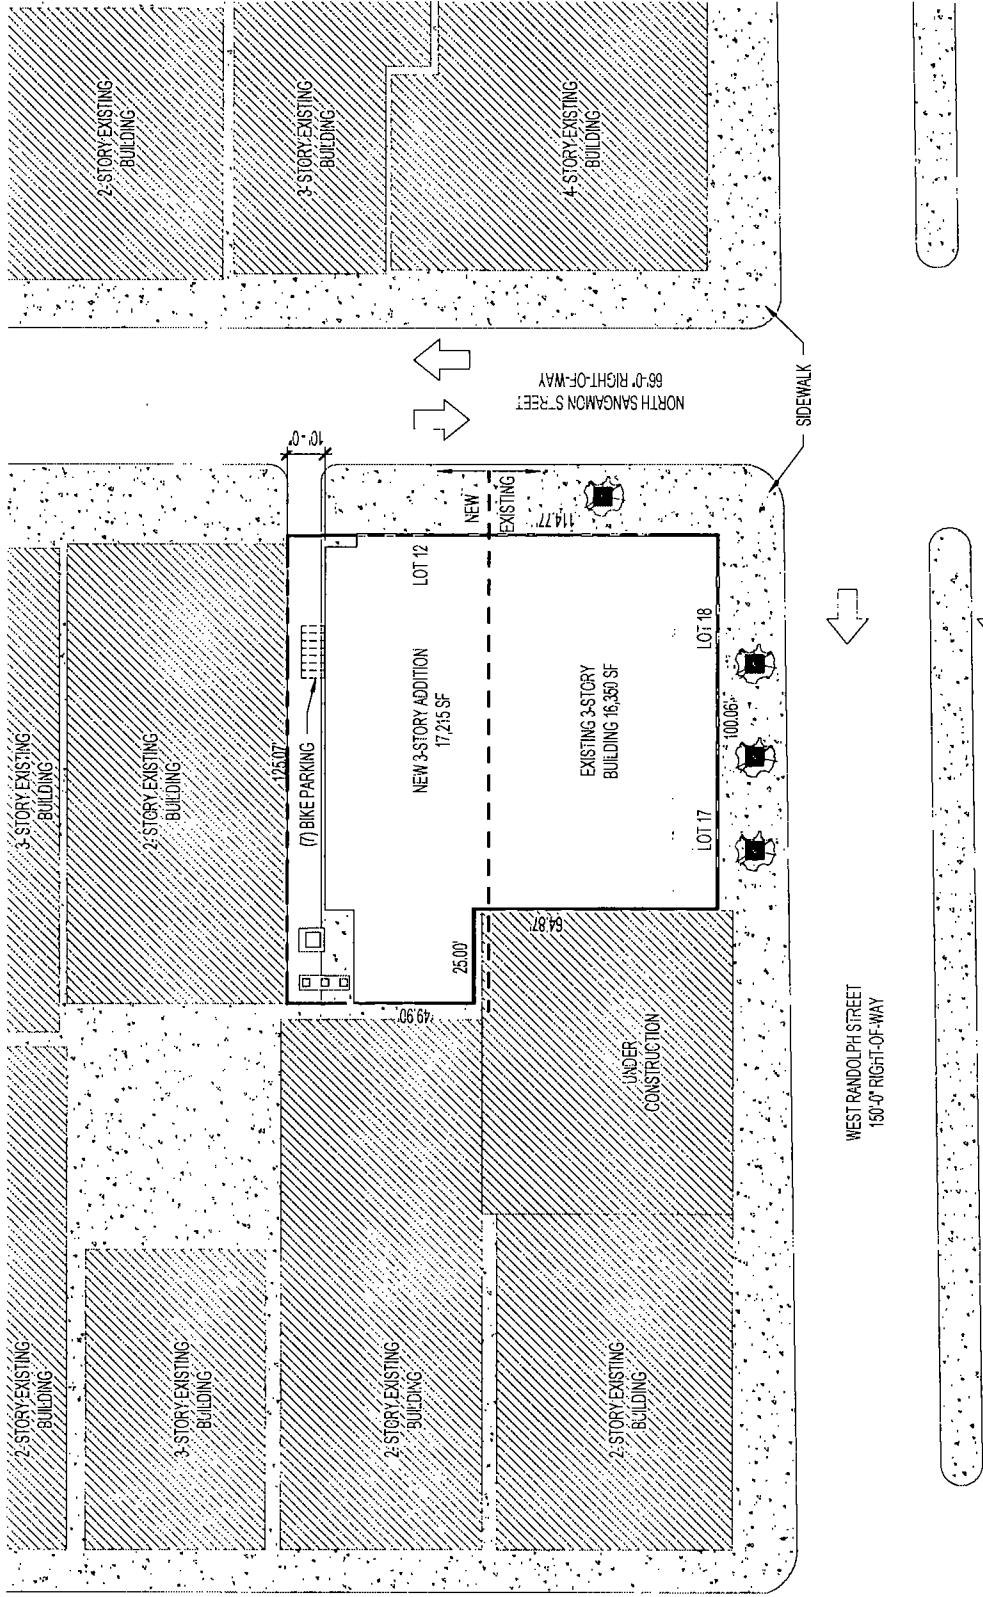 2-STORY EXISTING
BUILDING
3-STORY EXISTING
BUILDING
4-STORY EXISTING
BUILDING
NORTH SANGAMON STREET
66'-0" RIGHT-OF-WAY
SIDEWALK
10'-0"
NEW
EXISTING
114.77'
LOT 12
LOT 18
LOT 17
125.07'
(7) BIKE PARKING
NEW 3-STORY ADDITION
17,215 SF
EXISTING 3-STORY
BUILDING 16,350 SF
100.06'
3-STORY EXISTING
BUILDING
2-STORY EXISTING
BUILDING
25.00'
64.87'
49.90'
UNDER
CONSTRUCTION
WEST RANDOLPH STREET
150'-0" RIGHT-OF-WAY
2-STORY EXISTING
BUILDING
3-STORY EXISTING
BUILDING
2-STORY EXISTING
BUILDING
2-STORY EXISTING
BUILDING